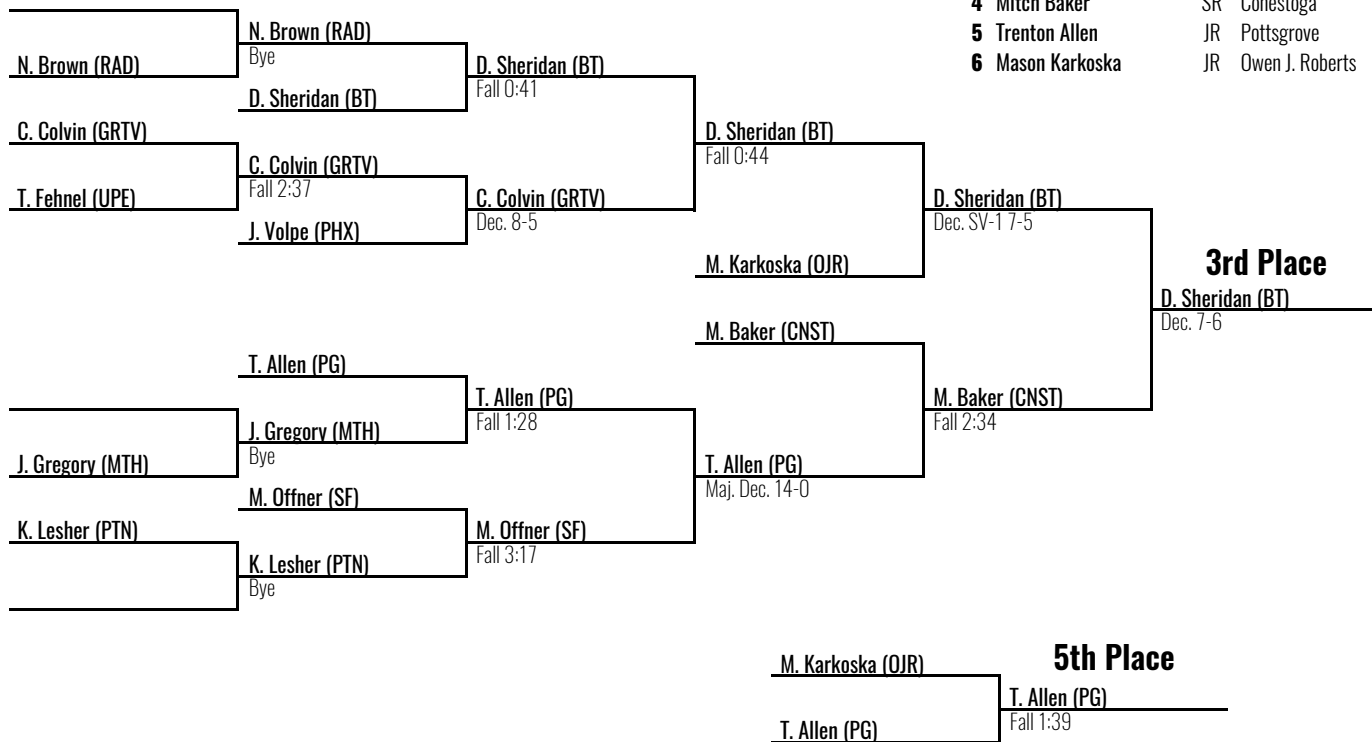 4 Mitch Baker SR Conestoga
5 Trenton Allen JR Pottsgrove
6 Mason Karkoska JR Owen J. Roberts
N. Brown (RAD)
Bye
N. Brown (RAD)
D. Sheridan (BT)
Fall 0:41
D. Sheridan (BT)
C. Colvin (GRTV)
D. Sheridan (BT)
Fall 0:44
C. Colvin (GRTV)
Fall 2:37
T. Fehnel (UPE)
C. Colvin (GRTV)
Dec. 8-5
D. Sheridan (BT)
Dec. SV-1 7-5
J. Volpe (PHX)
M. Karkoska (OJR)
3rd Place
D. Sheridan (BT)
Dec. 7-6
M. Baker (CNST)
T. Allen (PG)
T. Allen (PG)
Fall 1:28
M. Baker (CNST)
Fall 2:34
J. Gregory (MTH)
Bye
J. Gregory (MTH)
T. Allen (PG)
Maj. Dec. 14-0
M. Offner (SF)
K. Lesher (PTN)
M. Offner (SF)
Fall 3:17
K. Lesher (PTN)
Bye
5th Place
M. Karkoska (OJR)
T. Allen (PG)
Fall 1:39
T. Allen (PG)